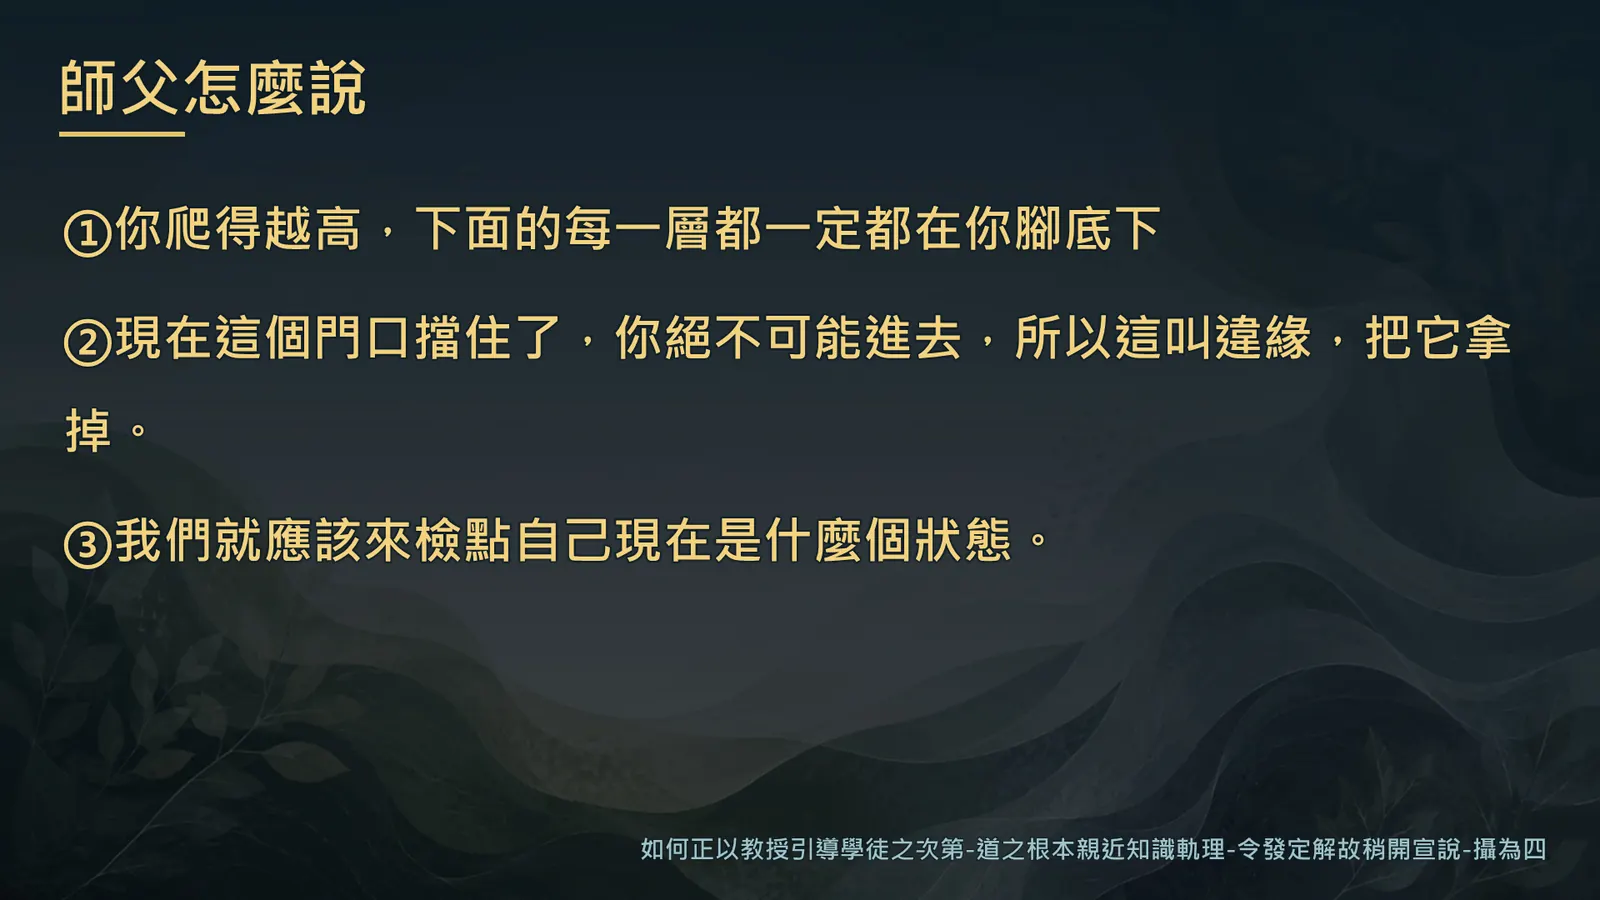 師父怎麼說
①你爬得越高，下面的每一層都一定都在你腳底下
②現在這個門口擋住了，你絕不可能進去，所以這叫違緣，把它拿
掉。
③我們就應該來檢點自己現在是什麼個狀態。
如何正以教授引導學徒之次第-道之根本親近知識軌理-令發定解故稍開宣說-攝為四